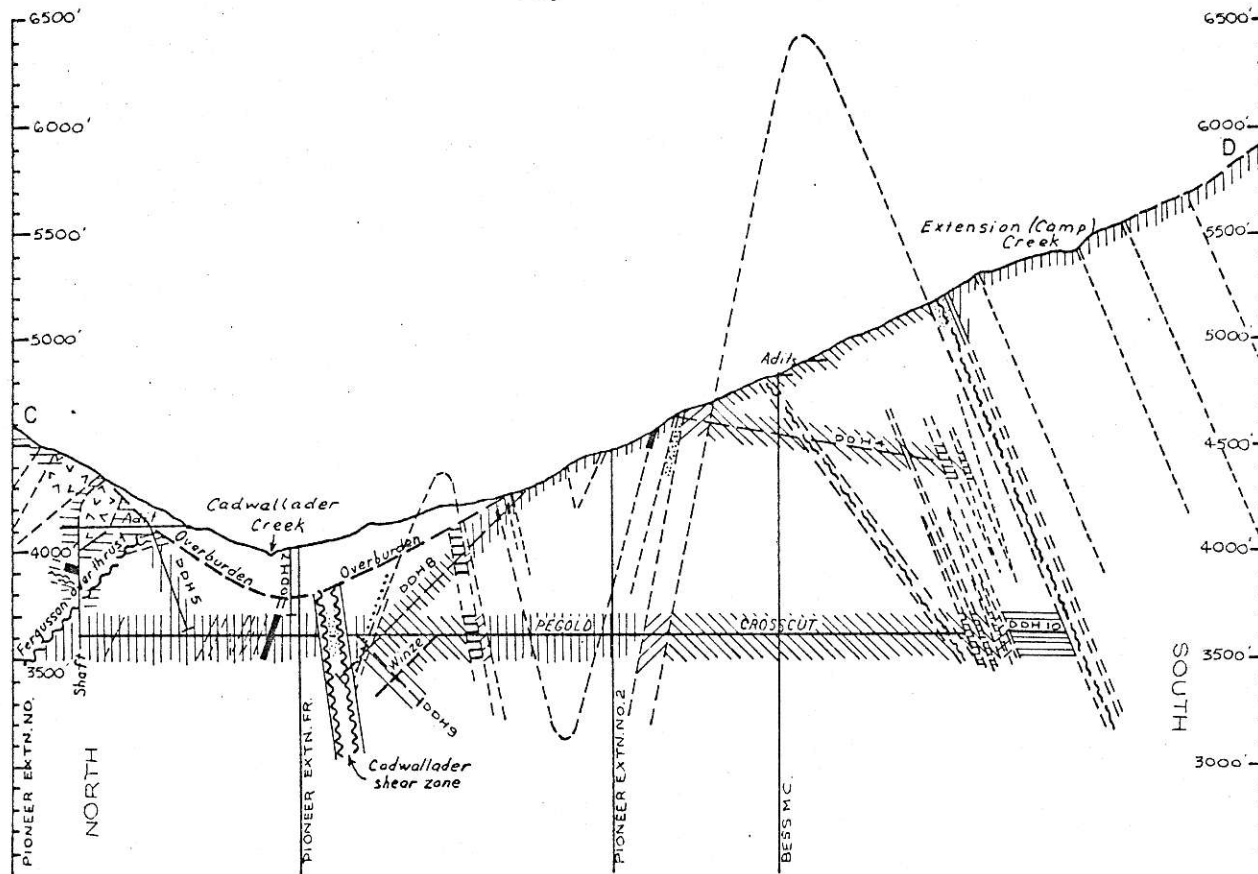 6500'
6500'
6000'
6000'
D
5500'
5500'
Extension (Camp)
Creek
5000'
5000'
Adits
C
4500'
4500'
DDH 4
Cadwallader
Creek
Adit
4000'
4000'
Overburden
Overburden
Fergusson overthrust
DDH 5
DDH 7
DDH 8
PEGOLD CROSSCUT
DDH 10
3500'
3500'
Shaft
Winze
DDH 9
SOUTH
Cadwallader
shear zone
3000'
NORTH
PIONEER EXTN. NO.
PIONEER EXTN. FR.
PIONEER EXTN. NO. 2
BESS M.C.